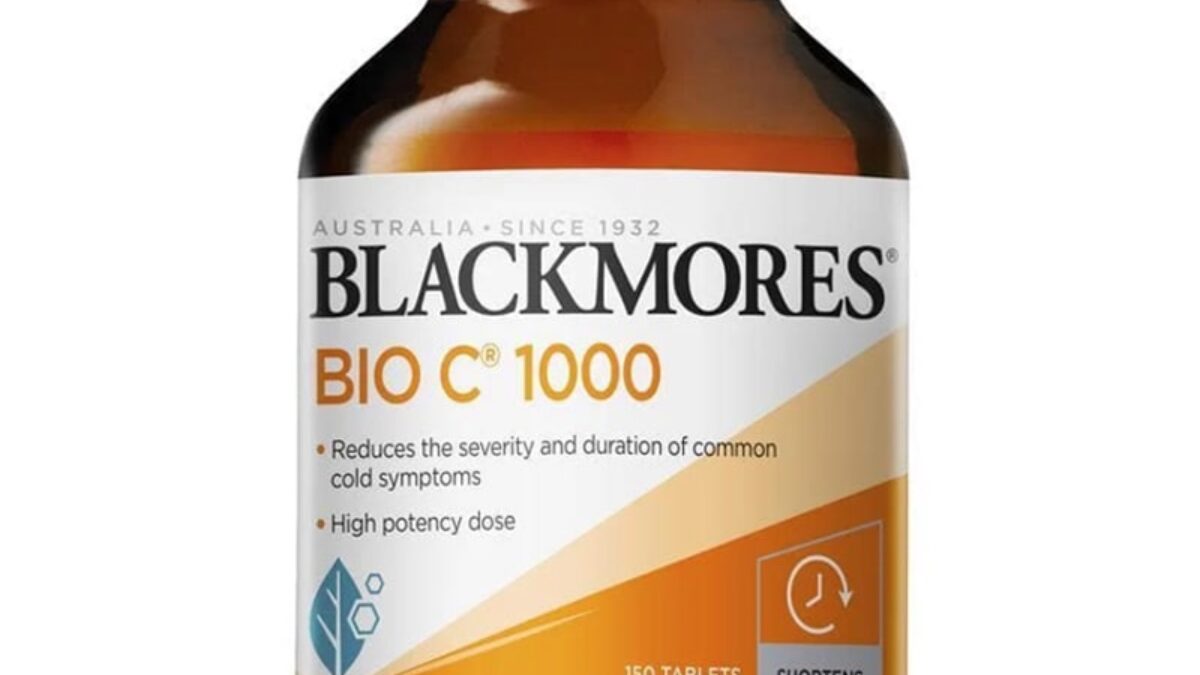 AUSTRALIA • SINCE 1932
BLACKMORES®
BIO C® 1000
• Reduces the severity and duration of common
cold symptoms
• High potency dose
150 TABLETS
SHORTENS